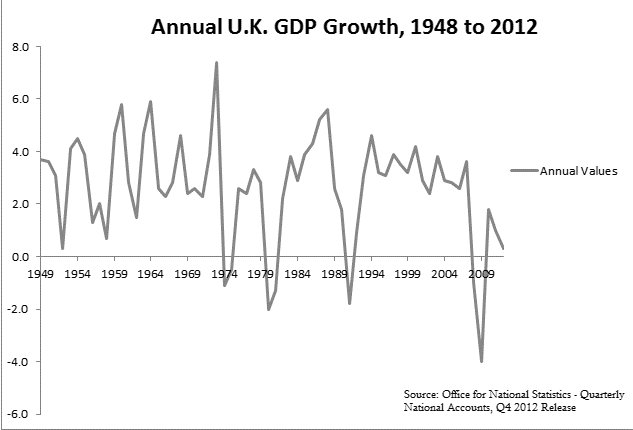 Annual U.K. GDP Growth, 1948 to 2012
8.0
6.0
4.0
2.0
0.0
1949 1954 1959 1964 1969 1974 1979 1984 1989 1994 1999 2004 2009
-2.0
-4.0
-6.0
Annual Values
Source: Office for National Statistics - Quarterly
National Accounts, Q4 2012 Release